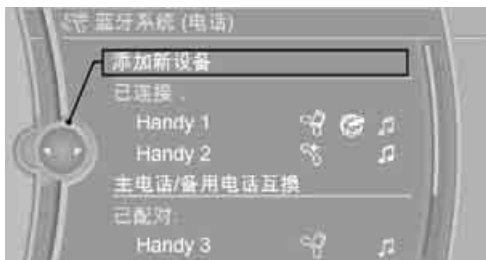 蓝牙系统 (电话)
添加新设备
已连接 :
Handy 1
Handy 2
主电话/备用电话互换
已配对:
Handy 3